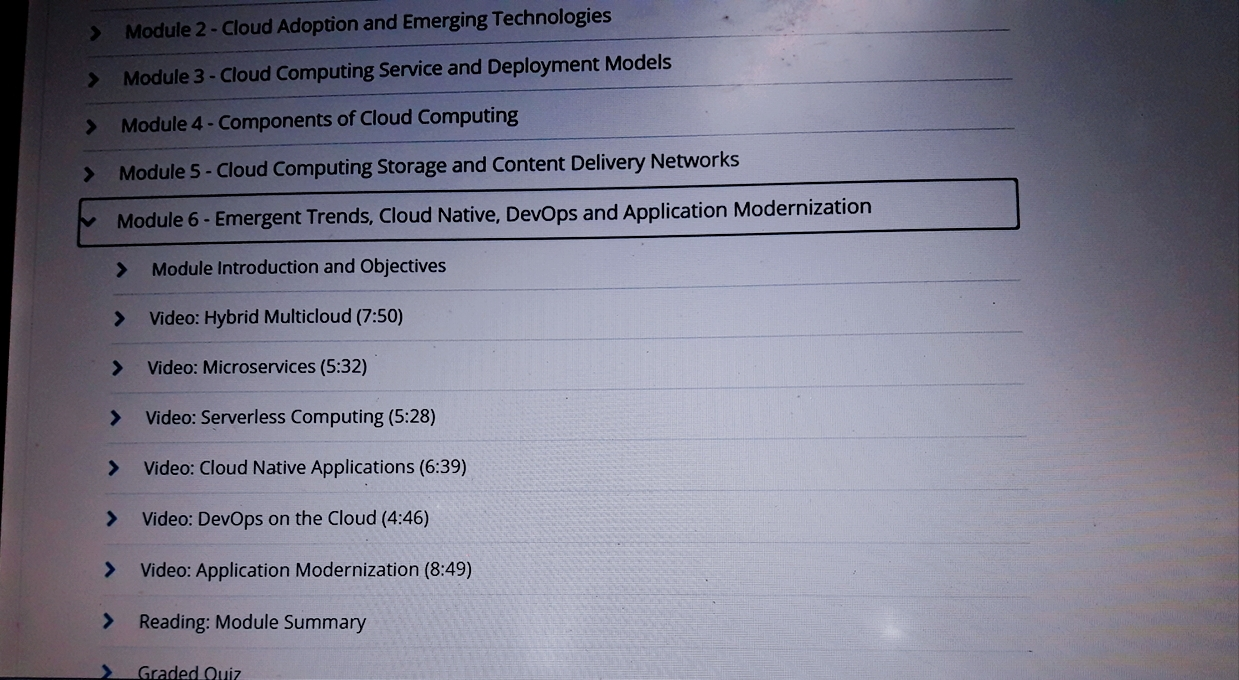 Module 2 - Cloud Adoption and Emerging Technologies
Module 3 - Cloud Computing Service and Deployment Models
Module 4 - Components of Cloud Computing
Module 5 - Cloud Computing Storage and Content Delivery Networks
Module 6 - Emergent Trends, Cloud Native, DevOps and Application Modernization
Module Introduction and Objectives
Video: Hybrid Multicloud (7:50)
Video: Microservices (5:32)
Video: Serverless Computing (5:28)
Video: Cloud Native Applications (6:39)
Video: DevOps on the Cloud (4:46)
Video: Application Modernization (8:49)
Reading: Module Summary
Graded Quiz